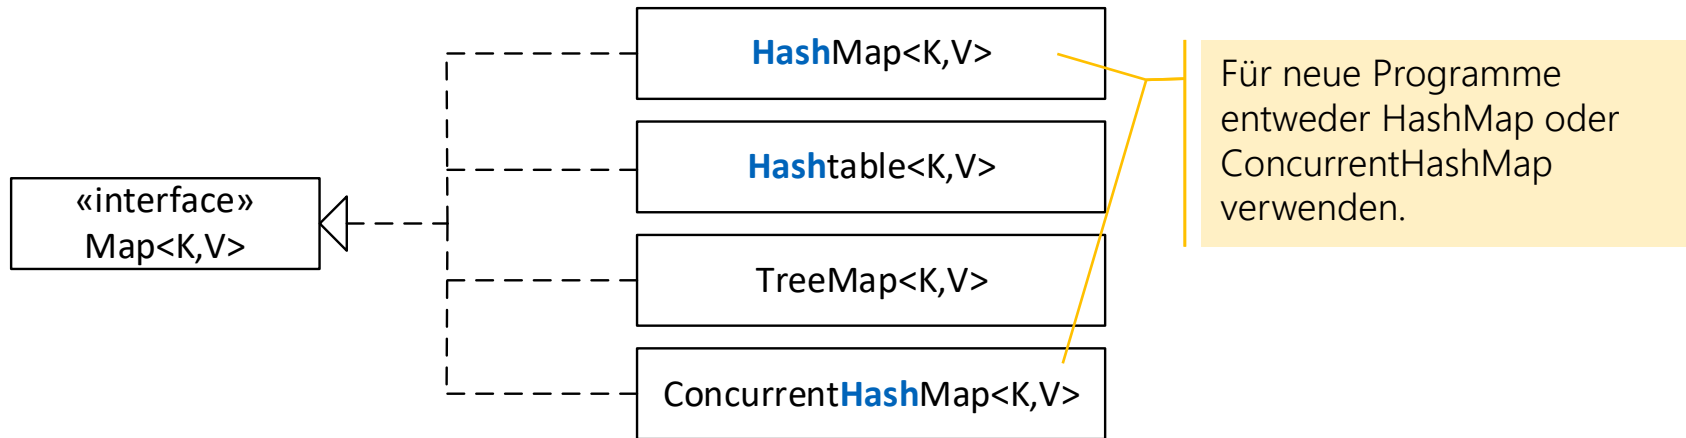 HashMap<K,V>
Hashtable<K,V>
«interface»
Map<K,V>
TreeMap<K,V>
ConcurrentHashMap<K,V>
Für neue Programme
entweder HashMap oder
ConcurrentHashMap
verwenden.